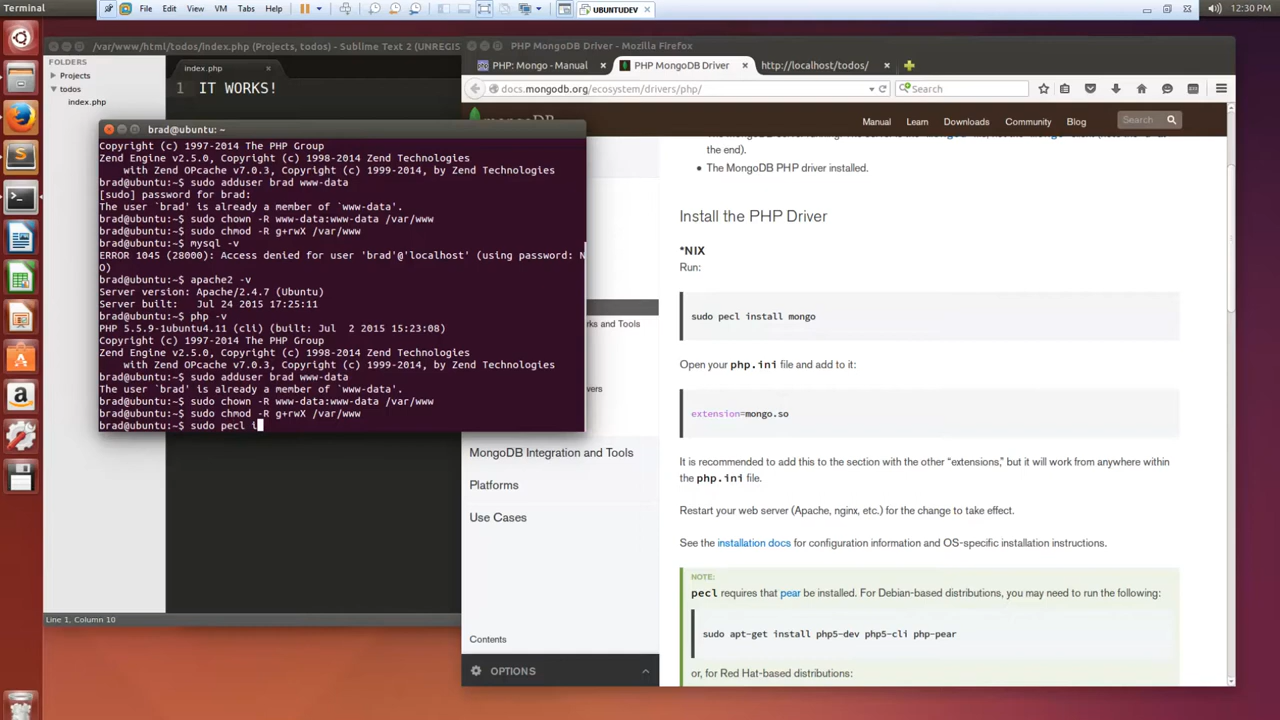 Terminal
File
Edit
View
VM
Tabs
Help
UBUNTUDEV
12:30 PM
/var/www/html/todos/index.php (Projects, todos) - Sublime Text 2 (UNREGIS
FOLDERS
Projects
todos
index.php
index.php
1
IT WORKS!
Line 1, Column 10
brad@ubuntu: ~
Copyright (c) 1997-2014 The PHP Group
Zend Engine v2.5.0, Copyright (c) 1998-2014 Zend Technologies
with Zend OPcache v7.0.3, Copyright (c) 1999-2014, by Zend Technologies
brad@ubuntu:~$ sudo adduser brad www-data
[sudo] password for brad:
The user `brad' is already a member of `www-data'.
brad@ubuntu:~$ sudo chown -R www-data:www-data /var/www
brad@ubuntu:~$ sudo chmod -R g+rwX /var/www
brad@ubuntu:~$ mysql -v
ERROR 1045 (28000): Access denied for user 'brad'@'localhost' (using password: N
O)
brad@ubuntu:~$ apache2 -v
Server version: Apache/2.4.7 (Ubuntu)
Server built:   Jul 24 2015 17:25:11
brad@ubuntu:~$ php -v
PHP 5.5.9-1ubuntu4.11 (cli) (built: Jul  2 2015 15:23:08)
Copyright (c) 1997-2014 The PHP Group
Zend Engine v2.5.0, Copyright (c) 1998-2014 Zend Technologies
with Zend OPcache v7.0.3, Copyright (c) 1999-2014, by Zend Technologies
brad@ubuntu:~$ sudo adduser brad www-data
The user `brad' is already a member of `www-data'.
brad@ubuntu:~$ sudo chown -R www-data:www-data /var/www
brad@ubuntu:~$ sudo chmod -R g+rwX /var/www
brad@ubuntu:~$ sudo pecl i
PHP MongoDB Driver - Mozilla Firefox
PHP: Mongo - Manual
PHP MongoDB Driver
http://localhost/todos/
docs.mongodb.org/ecosystem/drivers/php/
Search
Manual
Learn
Downloads
Community
Blog
Search
the end).
The MongoDB PHP driver installed.
Install the PHP Driver
*NIX
Run:
sudo pecl install mongo
Open your php.ini file and add to it:
extension=mongo.so
It is recommended to add this to the section with the other “extensions,” but it will work from anywhere within
the php.ini file.
Restart your web server (Apache, nginx, etc.) for the change to take effect.
See the installation docs for configuration information and OS-specific installation instructions.
NOTE:
pecl requires that pear be installed. For Debian-based distributions, you may need to run the following:
sudo apt-get install php5-dev php5-cli php-pear
or, for Red Hat-based distributions:
rks and Tools
vers
MongoDB Integration and Tools
Platforms
Use Cases
Contents
OPTIONS